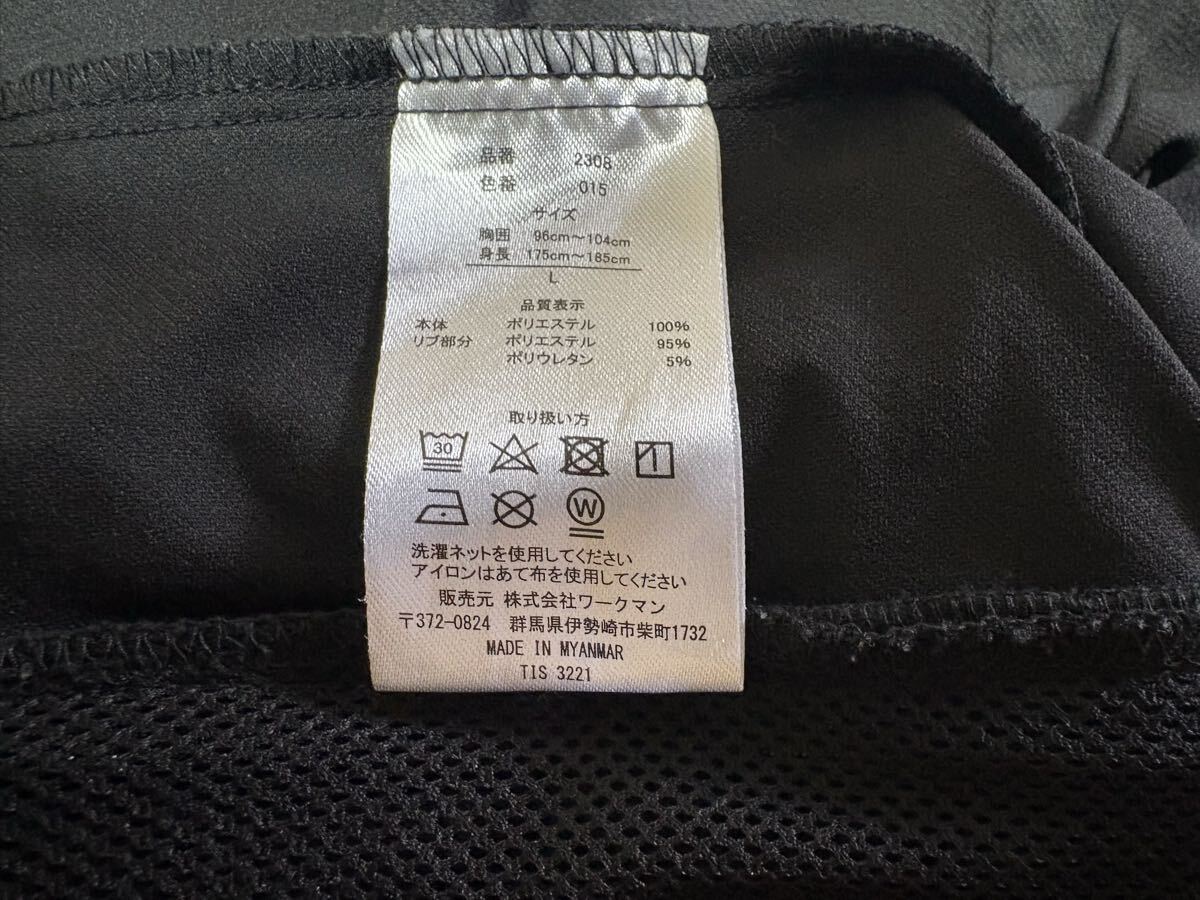 品番 2308
色番 015
サイズ
胸囲 96cm～104cm
身長 175cm～185cm
L
品質表示
本体 ポリエステル 100%
リブ部分 ポリエステル 95%
ポリウレタン 5%
取り扱い方
30
W
洗濯ネットを使用してください
アイロンはあて布を使用してください
販売元 株式会社ワークマン
〒372-0824 群馬県伊勢崎市柴町1732
MADE IN MYANMAR
TIS 3221